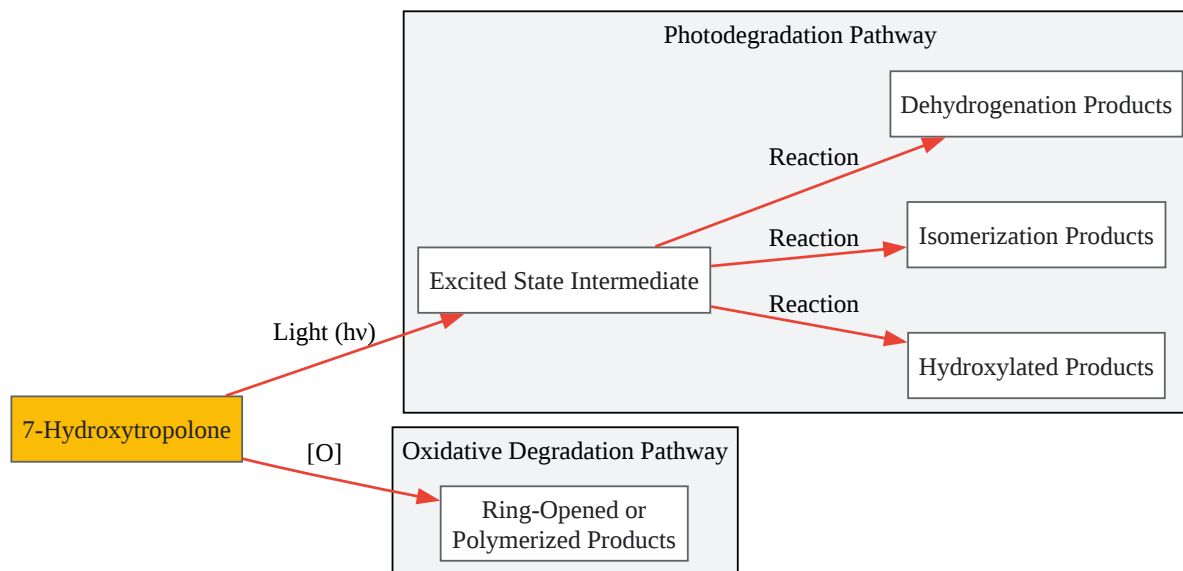 Photodegradation Pathway
Dehydrogenation Products
Reaction
Isomerization Products
Reaction
Excited State Intermediate
Reaction
Light (hν)
Hydroxylated Products
7-Hydroxytropolone
[O]
Oxidative Degradation Pathway
Ring-Opened or
Polymerized Products